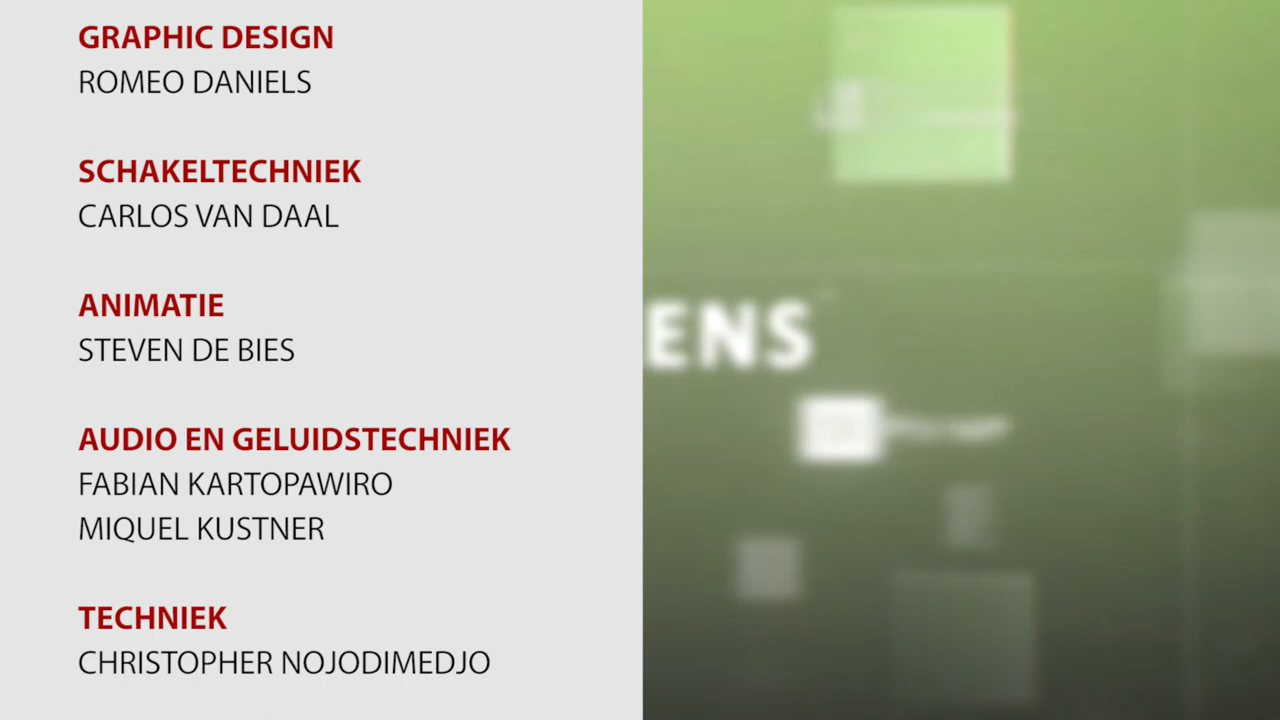 GRAPHIC DESIGN
ROMEO DANIELS
SCHAKELTECHNIEK
CARLOS VAN DAAL
ANIMATIE
STEVEN DE BIES
AUDIO EN GELUIDSTECHNIEK
FABIAN KARTOPAWIRO
MIQUEL KUSTNER
TECHNIEK
CHRISTOPHER NOJODIMEDJO
ENS